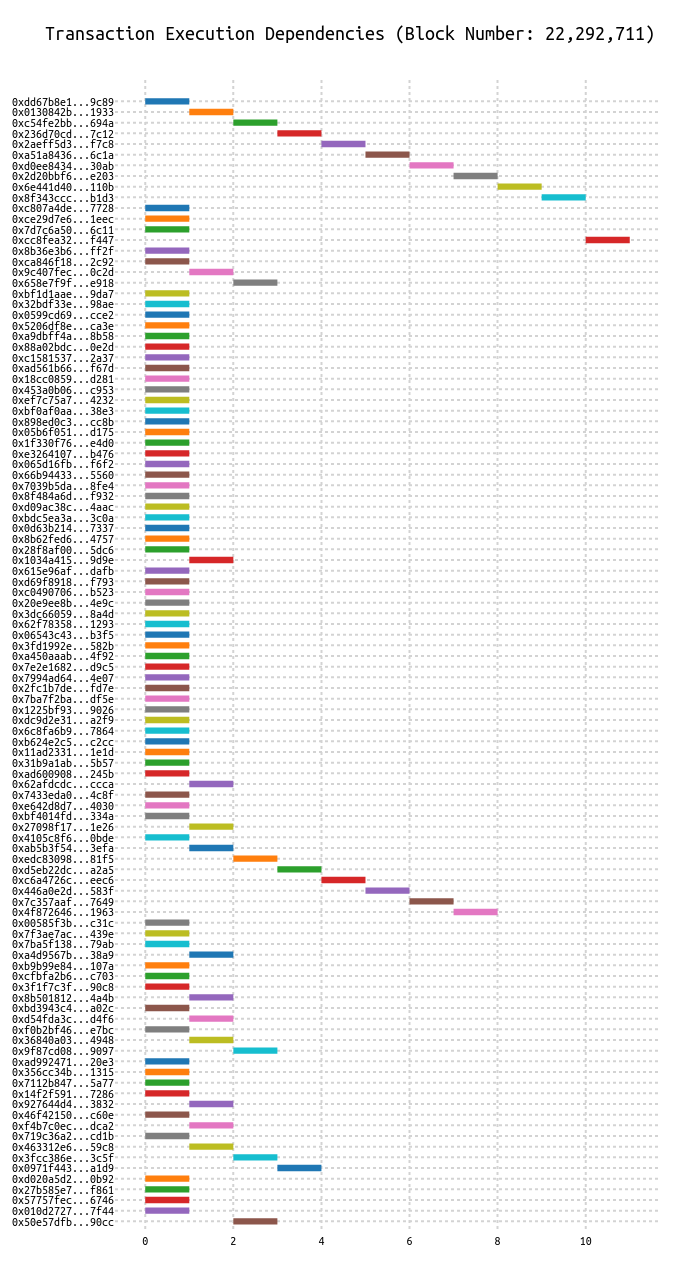 Transaction Execution Dependencies (Block Number: 22,292,711)
0xdd67b8e1...9c89
0x0130842b...1933
0xc54fe2bb...694a
0x236d70cd...7c12
0x2aeff5d3...f7c8
0xa51a8436...6c1a
0xd0ee8434...30ab
0x2d20bbf6...e203
0x6e441d40...110b
0x8f343ccc...b1d3
0xc807a4de...7728
0xce29d7e6...1eec
0x7d7c6a50...6c11
0xcc8fea32...f447
0x8b36e3b6...ff2f
0xca846f18...2c92
0x9c407fec...0c2d
0x658e7f9f...e918
0xbf1d1aae...9da7
0x32bdf33e...98ae
0x0599cd69...cce2
0x5206df8e...ca3e
0xa9dbff4a...8b58
0x88a02bdc...0e2d
0xc1581537...2a37
0xad561b66...f67d
0x18cc0859...d281
0x453a0b06...c953
0xef7c75a7...4232
0xbf0af0aa...38e3
0x898ed0c3...cc8b
0x05b6f051...d175
0x1f330f76...e4d0
0xe3264107...b476
0x065d16fb...f6f2
0x66b94433...5560
0x7039b5da...8fe4
0x8f484a6d...f932
0xd09ac38c...4aac
0xbdc5ea3a...3c0a
0x0d63b214...7337
0x8b62fed6...4757
0x28f8af00...5dc6
0x1034a415...9d9e
0x615e96af...dafb
0xd69f8918...f793
0xc0490706...b523
0x20e9ee8b...4e9c
0x3dc66059...8a4d
0x62f78358...1293
0x06543c43...b3f5
0x3fd1992e...582b
0xa450aaab...4f92
0x7e2e1682...d9c5
0x7994ad64...4e07
0x2fc1b7de...fd7e
0x7ba7f2ba...df5e
0x1225bf93...9026
0xdc9d2e31...a2f9
0x6c8fa6b9...7864
0xb624e2c5...c2cc
0x11ad2331...1e1d
0x31b9a1ab...5b57
0xad600908...245b
0x62afdcdc...ccca
0x7433eda0...4c8f
0xe642d8d7...4030
0xbf4014fd...334a
0x27098f17...1e26
0x4105c8f6...0bde
0xab5b3f54...3efa
0xedc83098...81f5
0xd5eb22dc...a2a5
0xc6a4726c...eec6
0x446a0e2d...583f
0x7c357aaf...7649
0x4f872646...1963
0x00585f3b...c31c
0x7f3ae7ac...439e
0x7ba5f138...79ab
0xa4d9567b...38a9
0xb9b99e84...107a
0xcfbfa2b6...c703
0x3f1f7c3f...90c8
0x8b501812...4a4b
0xbd3943c4...a02c
0xd54fda3c...d4f6
0xf0b2bf46...e7bc
0x36840a03...4948
0x9f87cd08...9097
0xad992471...20e3
0x356cc34b...1315
0x7112b847...5a77
0x14f2f591...7286
0x927644d4...3832
0x46f42150...c60e
0xf4b7c0ec...dca2
0x719c36a2...cd1b
0x463312e6...59c8
0x3fcc386e...3c5f
0x0971f443...a1d9
0xd020a5d2...0b92
0x27b585e7...f861
0x57757fec...6746
0x010d2727...7f44
0x50e57dfb...90cc
0 2 4 6 8 10